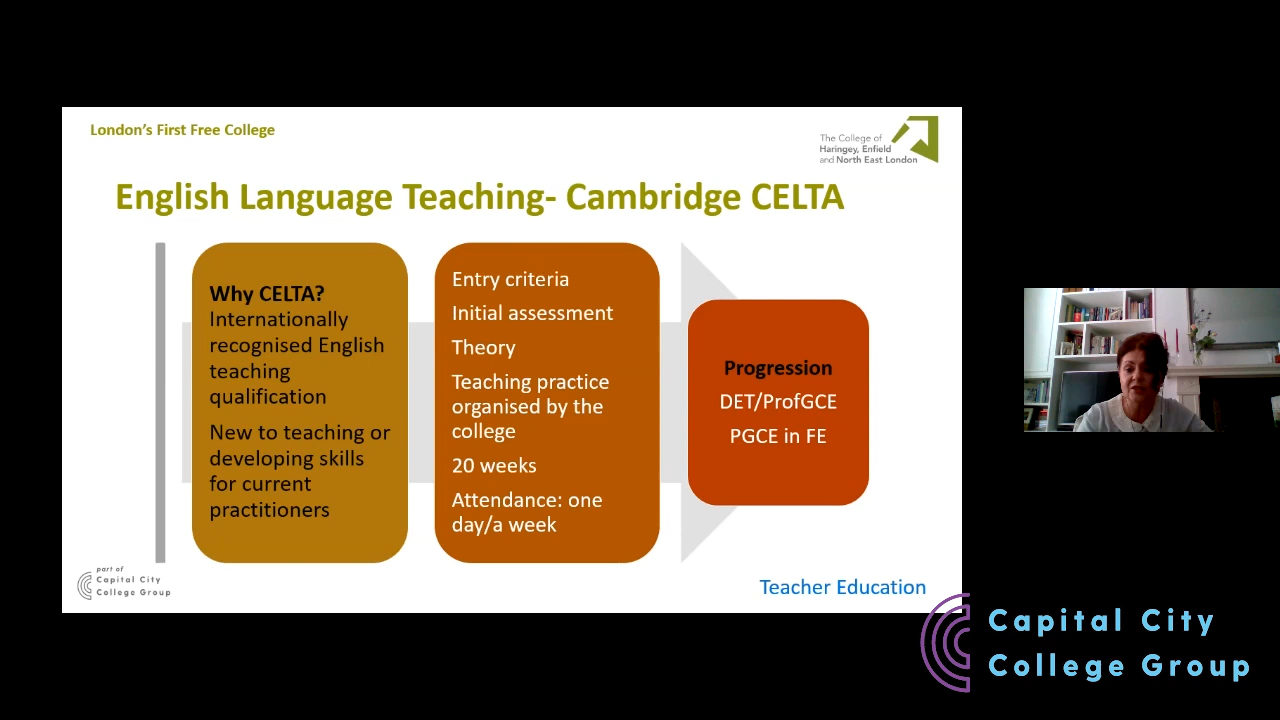 London's First Free College
The College of
Haringey, Enfield
and North East London
English Language Teaching- Cambridge CELTA
Why CELTA?
Internationally
recognised English
teaching
qualification
New to teaching or
developing skills
for current
practitioners
Entry criteria
Initial assessment
Theory
Teaching practice
organised by the
college
20 weeks
Attendance: one
day/a week
Progression
DET/ProfGCE
PGCE in FE
part of
Capital City
College Group
Teacher Education
Capital City
College Group